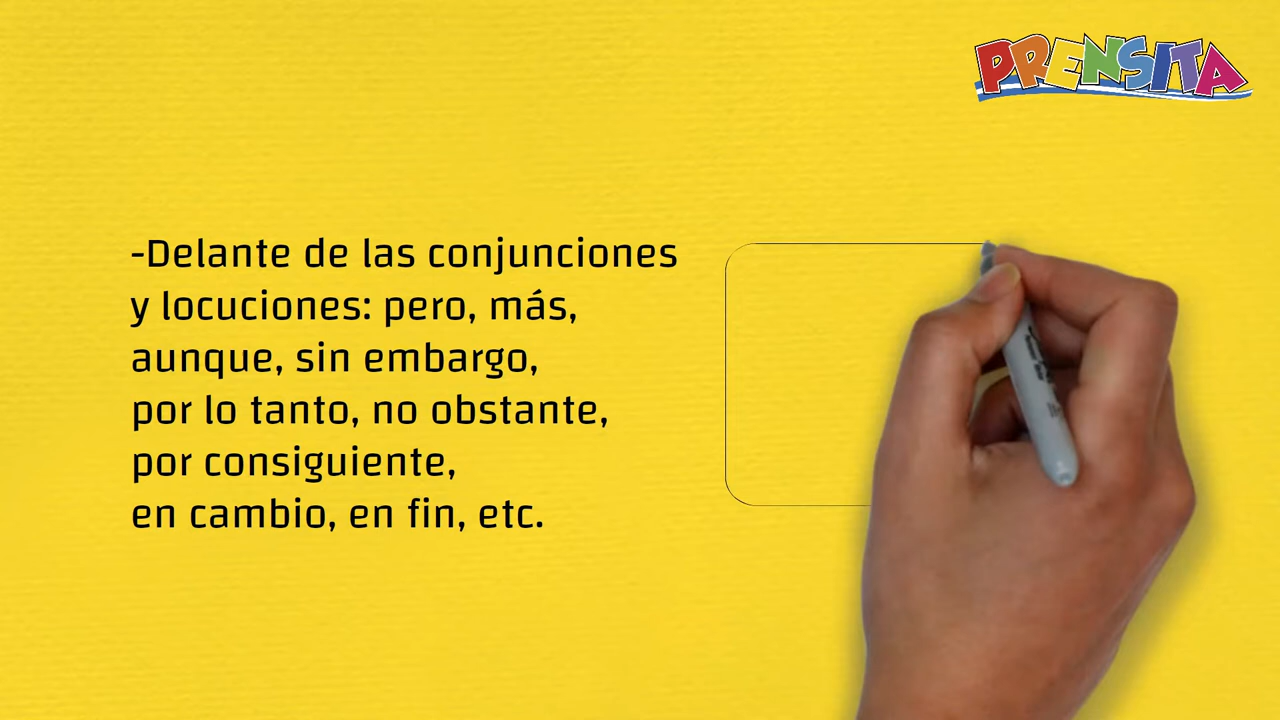 PRENSITA
-Delante de las conjunciones
y locuciones: pero, más,
aunque, sin embargo,
por lo tanto, no obstante,
por consiguiente,
en cambio, en fin, etc.